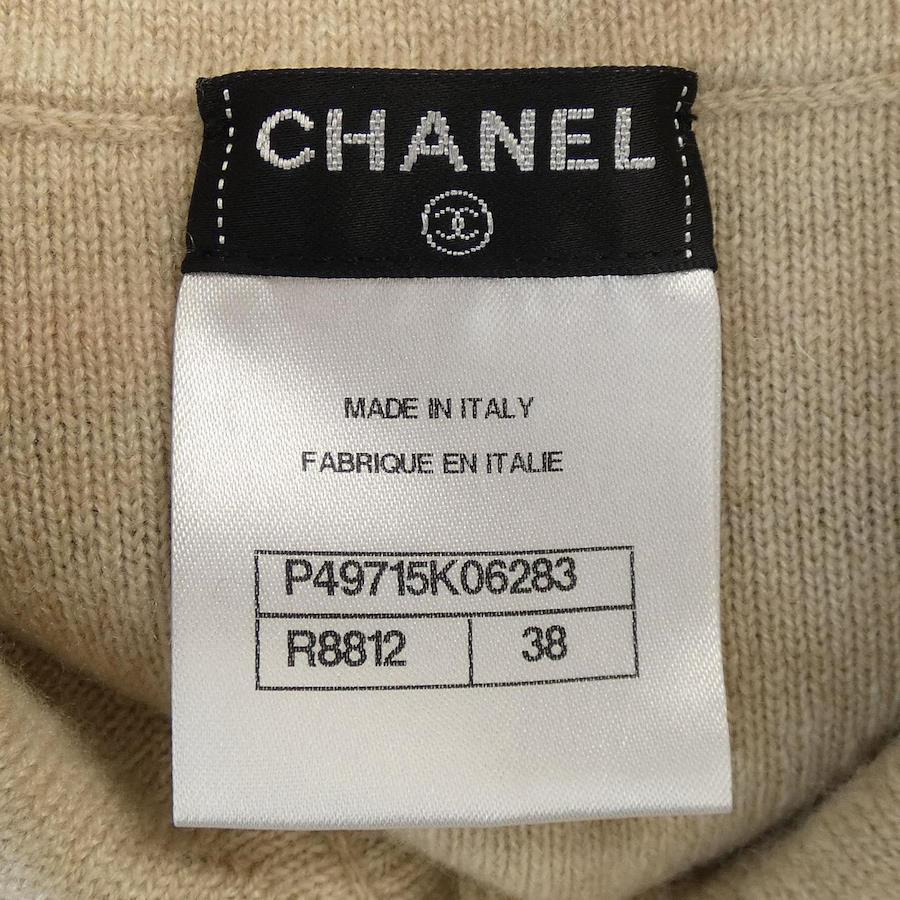 CHANEL
MADE IN ITALY
FABRIQUE EN ITALIE
P49715K06283
R8812 38